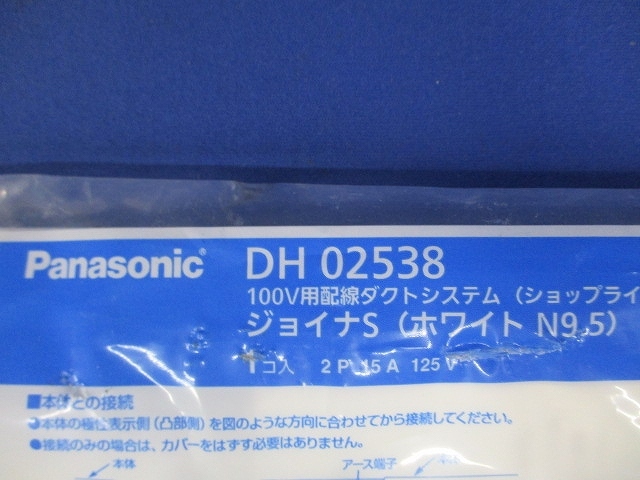 Panasonic DH 02538
100V用配線ダクトシステム (ショップライ
ジョイナS (ホワイト N9.5)
1コ入 2P 15A 125V
■本体との接続
●本体の極性表示側 (凸部側) を図のような方向に合わせてから接続してください。
●接続のみの場合は、カバーをはずす必要はありません。
本体 アース端子